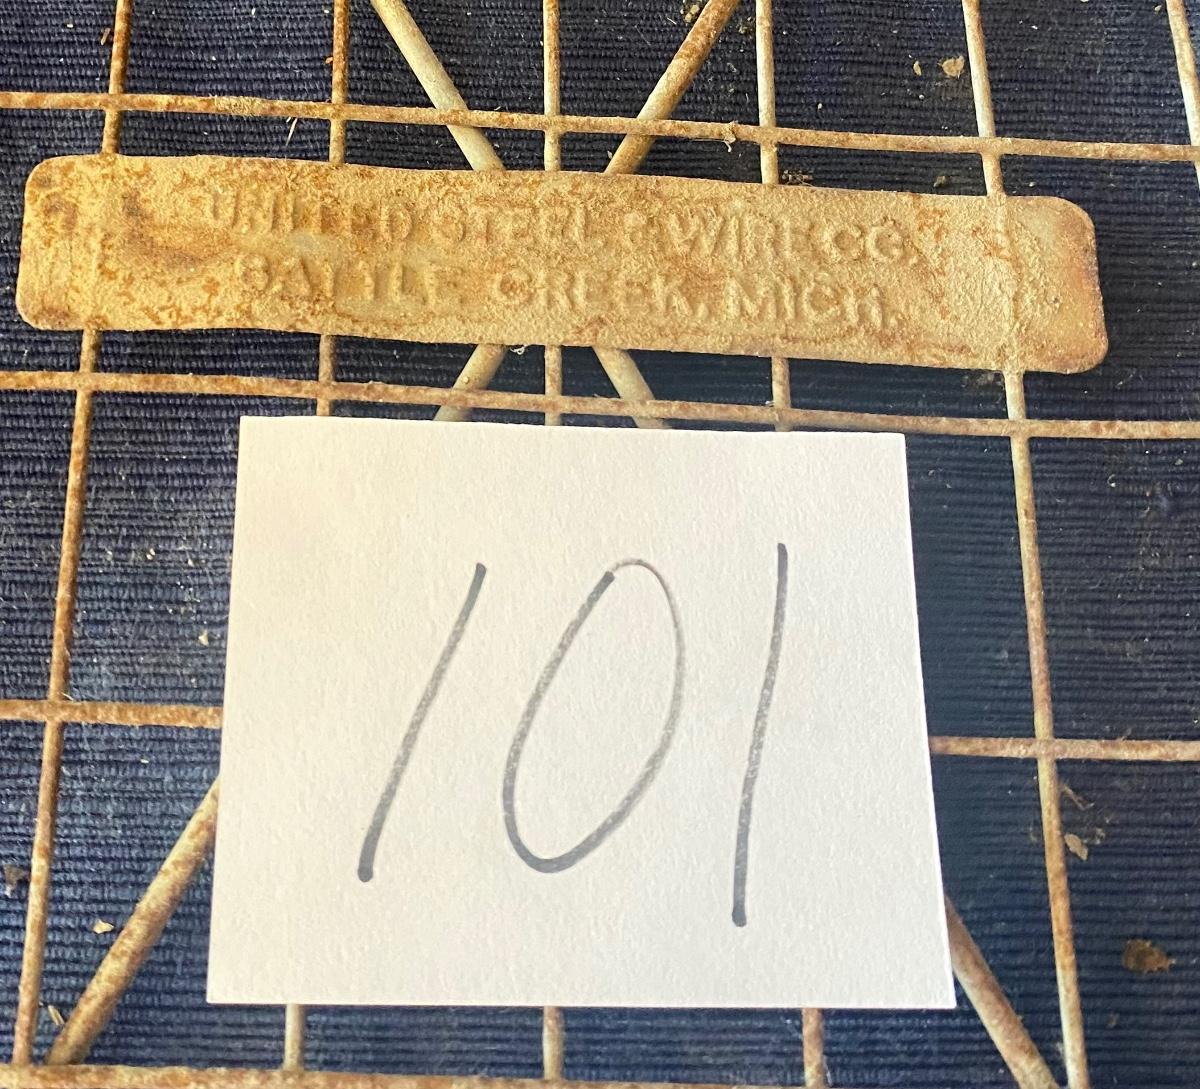 UNITED STEEL & WIRE CO.
BATTLE CREEK, MICH.
101